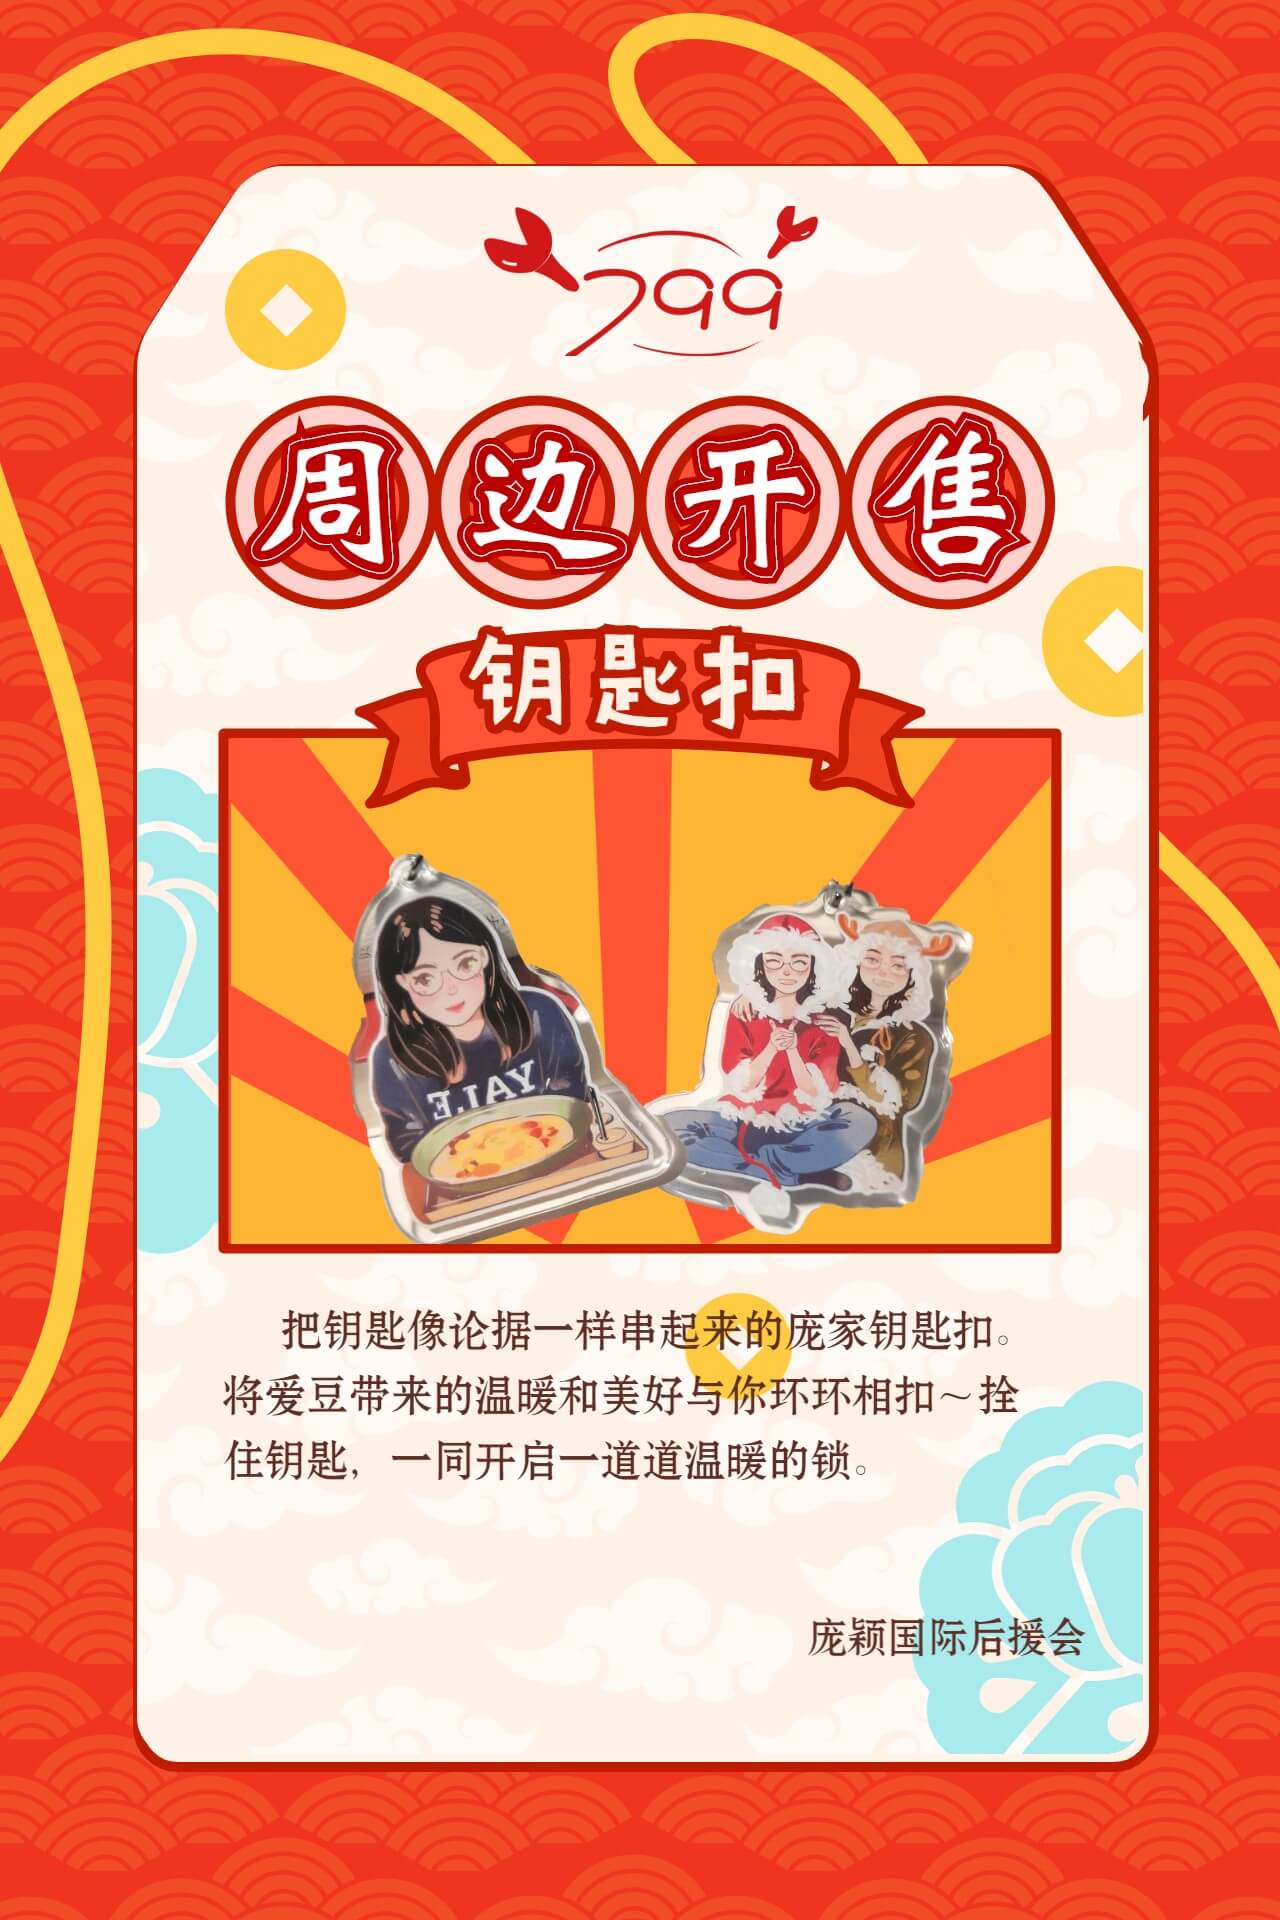 799
周边开售
钥匙扣
YALE
把钥匙像论据一样串起来的庞家钥匙扣。
将爱豆带来的温暖和美好与你环环相扣～拴
住钥匙，一同开启一道道温暖的锁。
庞颖国际后援会